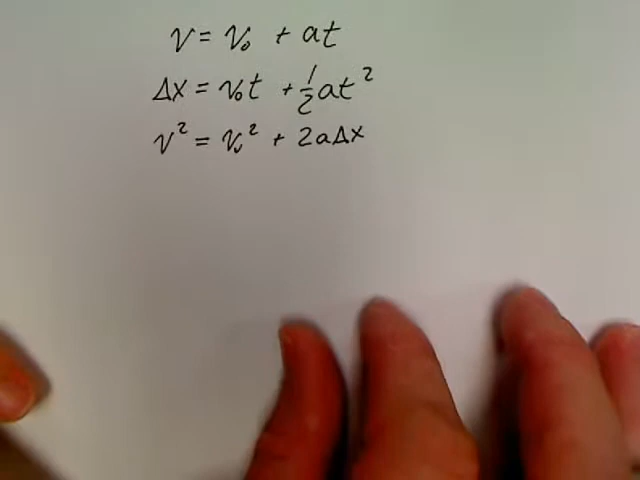 v = v₀ + at
Δx = v₀t + ½at²
v² = v₀² + 2aΔx